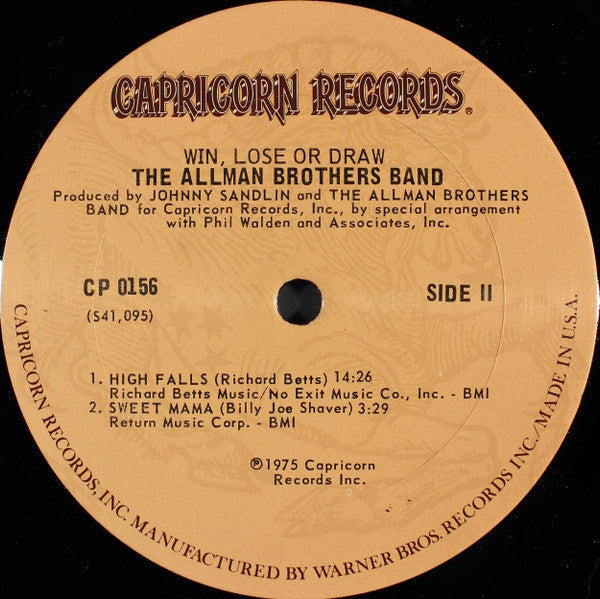 CAPRICORN RECORDS®
WIN, LOSE OR DRAW
THE ALLMAN BROTHERS BAND
Produced by JOHNNY SANDLIN and THE ALLMAN BROTHERS
BAND for Capricorn Records, Inc., by special arrangement
with Phil Walden and Associates, Inc.
CP 0156
SIDE II
(S41,095)
1. HIGH FALLS (Richard Betts) 14:26
Richard Betts Music/No Exit Music Co., Inc. - BMI
2. SWEET MAMA (Billy Joe Shaver) 3:29
Return Music Corp. - BMI
℗1975 Capricorn
Records Inc.
CAPRICORN RECORDS, INC. MANUFACTURED BY WARNER BROS. RECORDS INC./MADE IN U.S.A.